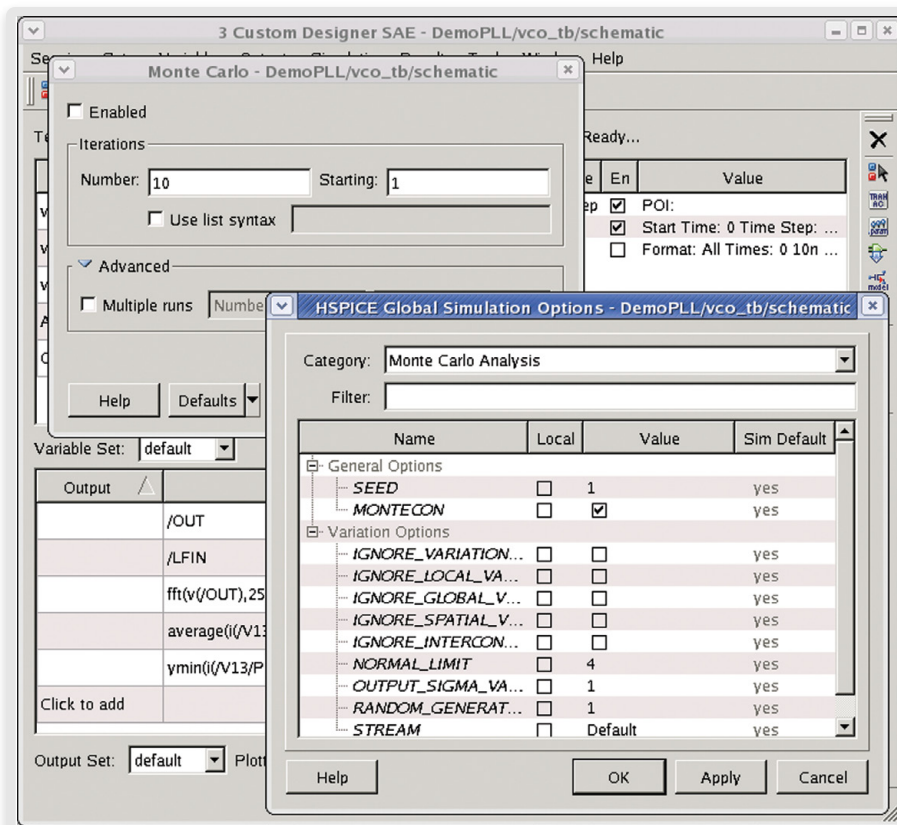 3 Custom Designer SAE - DemoPLL/vco_tb/schematic
Help
Monte Carlo - DemoPLL/vco_tb/schematic
Enabled
Iterations
Number: 10 Starting: 1
Use list syntax
Advanced
Multiple runs Numbe
Help Defaults
Ready...
En Value
POI:
Start Time: 0 Time Step: ...
Format: All Times: 0 10n ...
HSPICE Global Simulation Options - DemoPLL/vco_tb/schematic
Category: Monte Carlo Analysis
Filter:
Name Local Value Sim Default
General Options
SEED 1 yes
MONTECON yes
Variation Options
IGNORE_VARIATION... yes
IGNORE_LOCAL_VA... yes
IGNORE_GLOBAL_V... yes
IGNORE_SPATIAL_V... yes
IGNORE_INTERCON... yes
NORMAL_LIMIT 4 yes
OUTPUT_SIGMA_VA... 1 yes
RANDOM_GENERAT... 1 yes
STREAM Default yes
Help OK Apply Cancel
Variable Set: default
Output
/OUT
/LFIN
fft(v(/OUT),25
average(i(/V13
ymin(i(/V13/P
Click to add
Output Set: default Plott